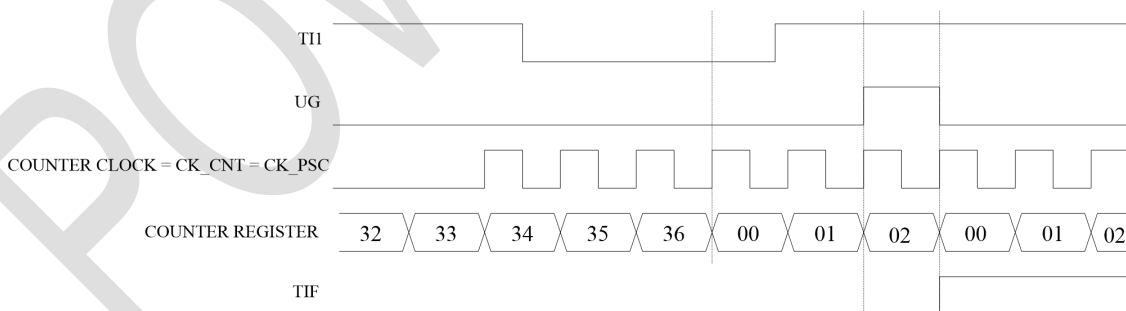 TI1
UG
COUNTER CLOCK = CK_CNT = CK_PSC
COUNTER REGISTER 32 33 34 35 36 00 01 02 00 01 02
TIF